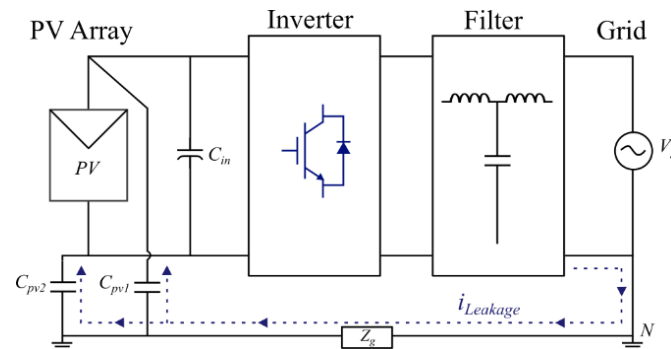 PV Array
Inverter
Filter
Grid
PV
C_in
C_pv2
C_pv1
i_Leakage
Z_g
N